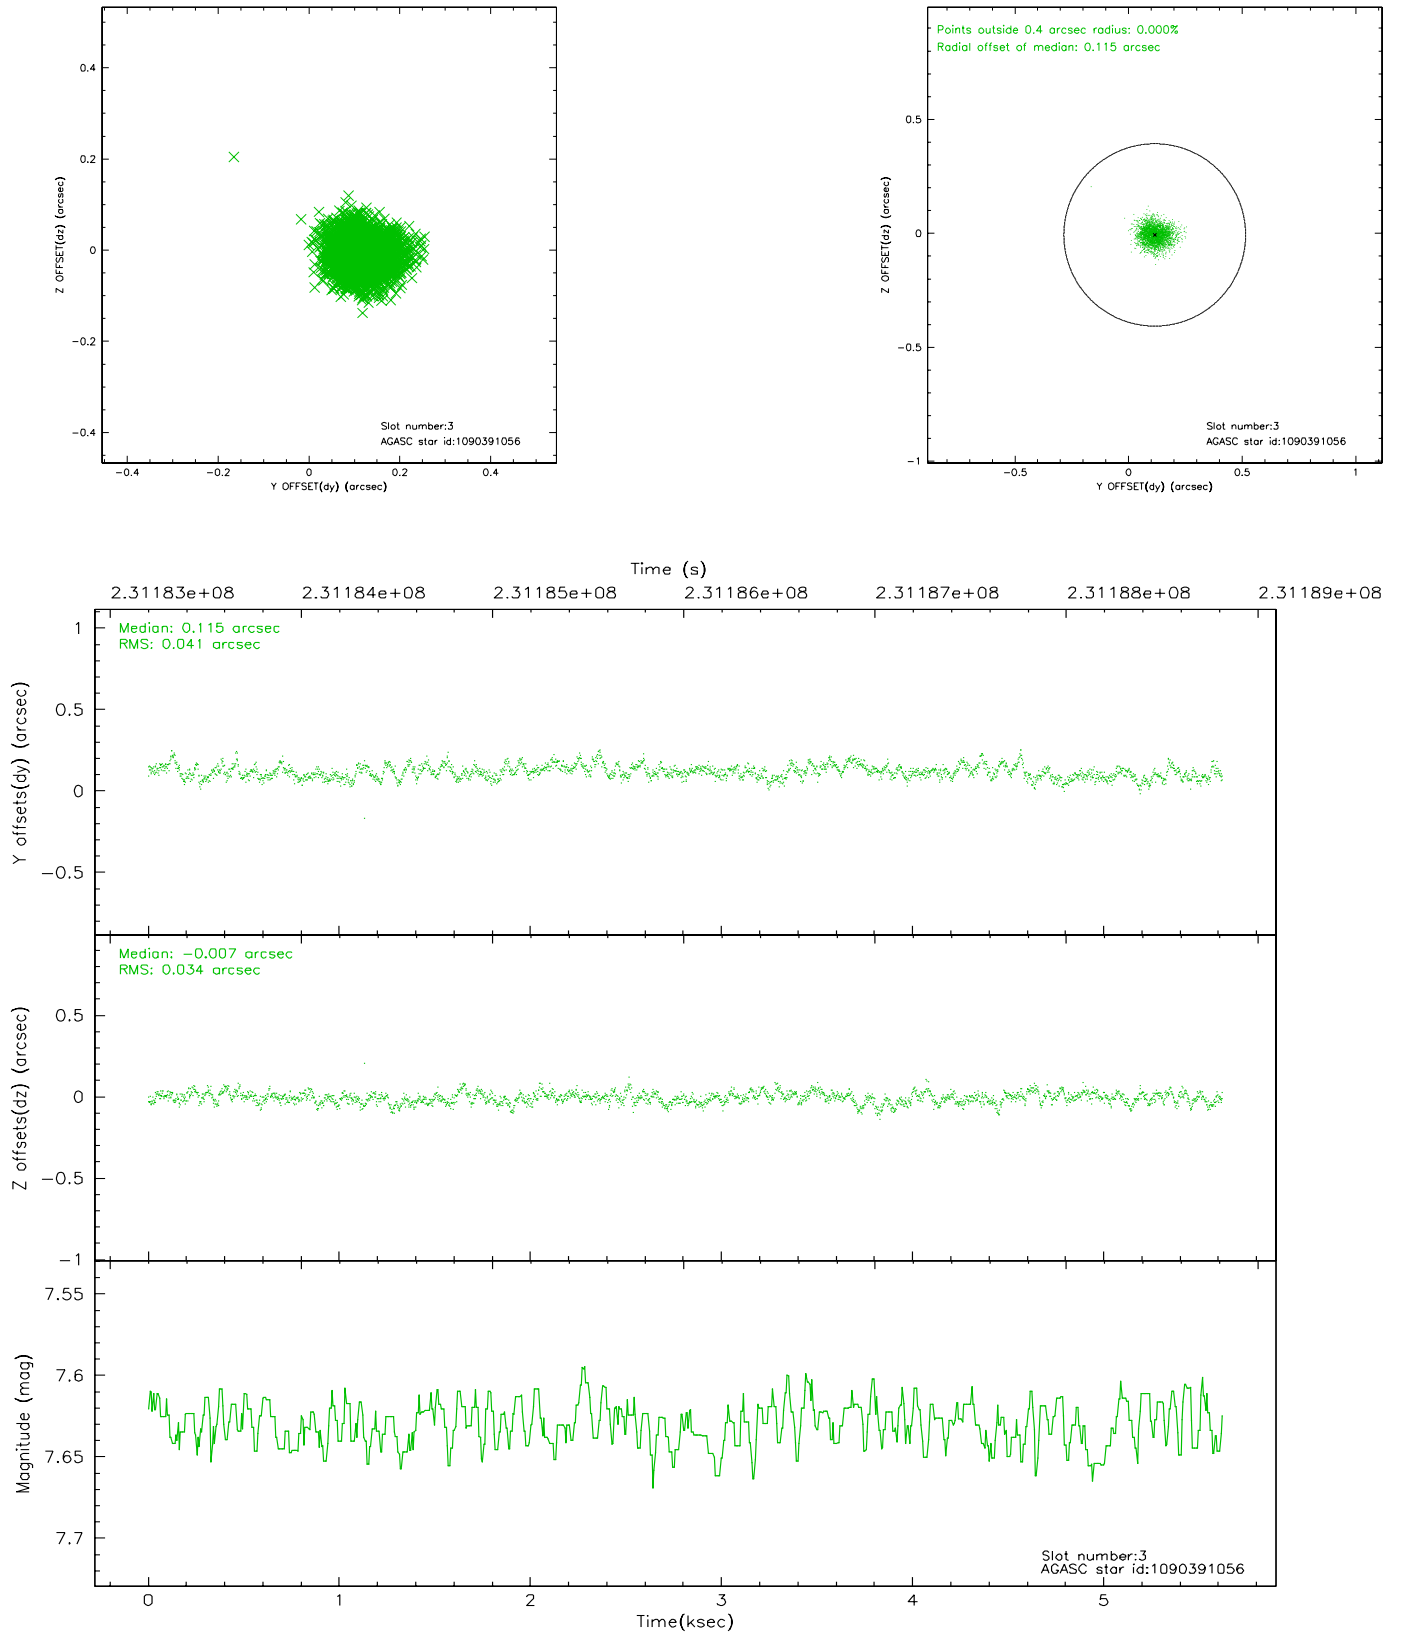 0.4
0.2
0
−0.2
−0.4
Z OFFSET(dz) (arcsec)
Slot number:3
AGASC star id:1090391056
−0.4 −0.2 0 0.2 0.4
Y OFFSET(dy) (arcsec)
Points outside 0.4 arcsec radius: 0.000%
Radial offset of median: 0.115 arcsec
0.5
0
−0.5
−1
Z OFFSET(dz) (arcsec)
Slot number:3
AGASC star id:1090391056
−0.5 0 0.5 1
Y OFFSET(dy) (arcsec)
Time (s)
2.31183e+08 2.31184e+08 2.31185e+08 2.31186e+08 2.31187e+08 2.31188e+08 2.31189e+08
Median: 0.115 arcsec
RMS: 0.041 arcsec
1
0.5
0
−0.5
Y offsets(dy) (arcsec)
Median: −0.007 arcsec
RMS: 0.034 arcsec
0.5
0
−0.5
−1
Z offsets(dz) (arcsec)
7.55
7.6
7.65
7.7
Magnitude (mag)
Slot number:3
AGASC star id:1090391056
0 1 2 3 4 5
Time(ksec)